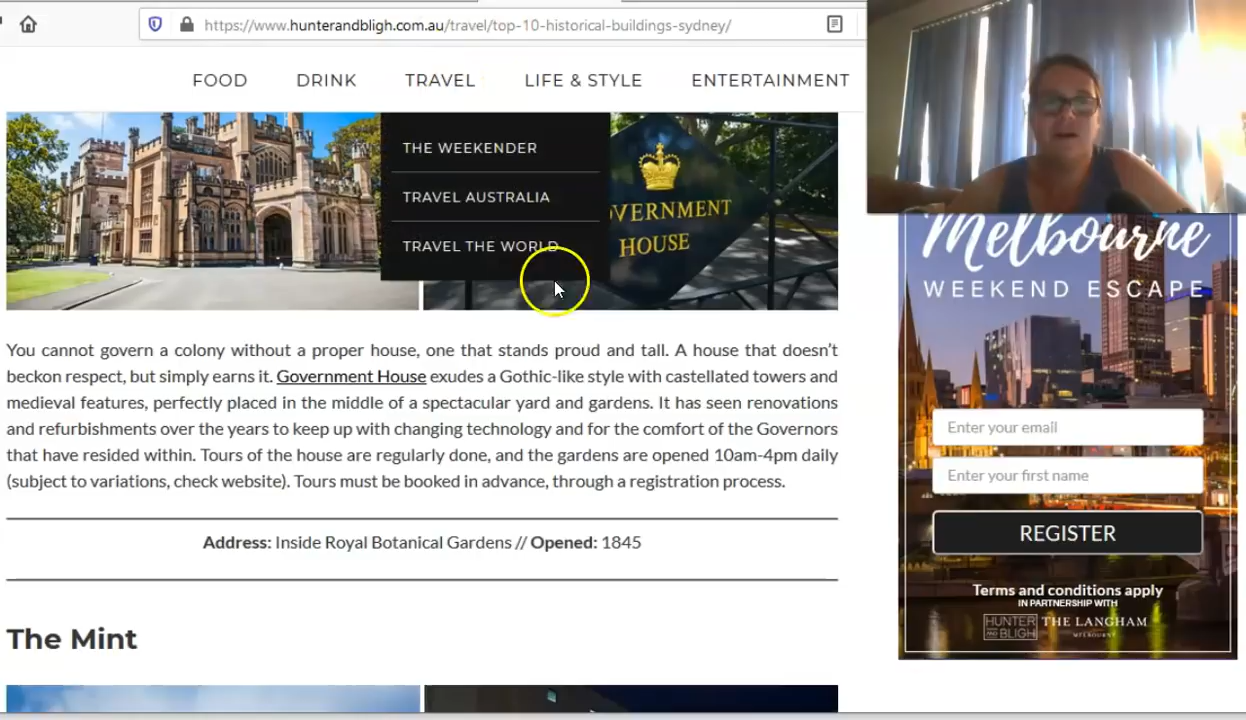 https://www.hunterandbligh.com.au/travel/top-10-historical-buildings-sydney/
FOOD DRINK TRAVEL LIFE & STYLE ENTERTAINMENT
THE WEEKENDER
TRAVEL AUSTRALIA
TRAVEL THE WORLD
VERNMENT
HOUSE
You cannot govern a colony without a proper house, one that stands proud and tall. A house that doesn't
beckon respect, but simply earns it. Government House exudes a Gothic-like style with castellated towers and
medieval features, perfectly placed in the middle of a spectacular yard and gardens. It has seen renovations
and refurbishments over the years to keep up with changing technology and for the comfort of the Governors
that have resided within. Tours of the house are regularly done, and the gardens are opened 10am-4pm daily
(subject to variations, check website). Tours must be booked in advance, through a registration process.
Address: Inside Royal Botanical Gardens // Opened: 1845
The Mint
Melbourne
WEEKEND ESCAPE
Enter your email
Enter your first name
REGISTER
Terms and conditions apply
IN PARTNERSHIP WITH
HUNTER
AND BLIGH
THE LANGHAM
MELBOURNE